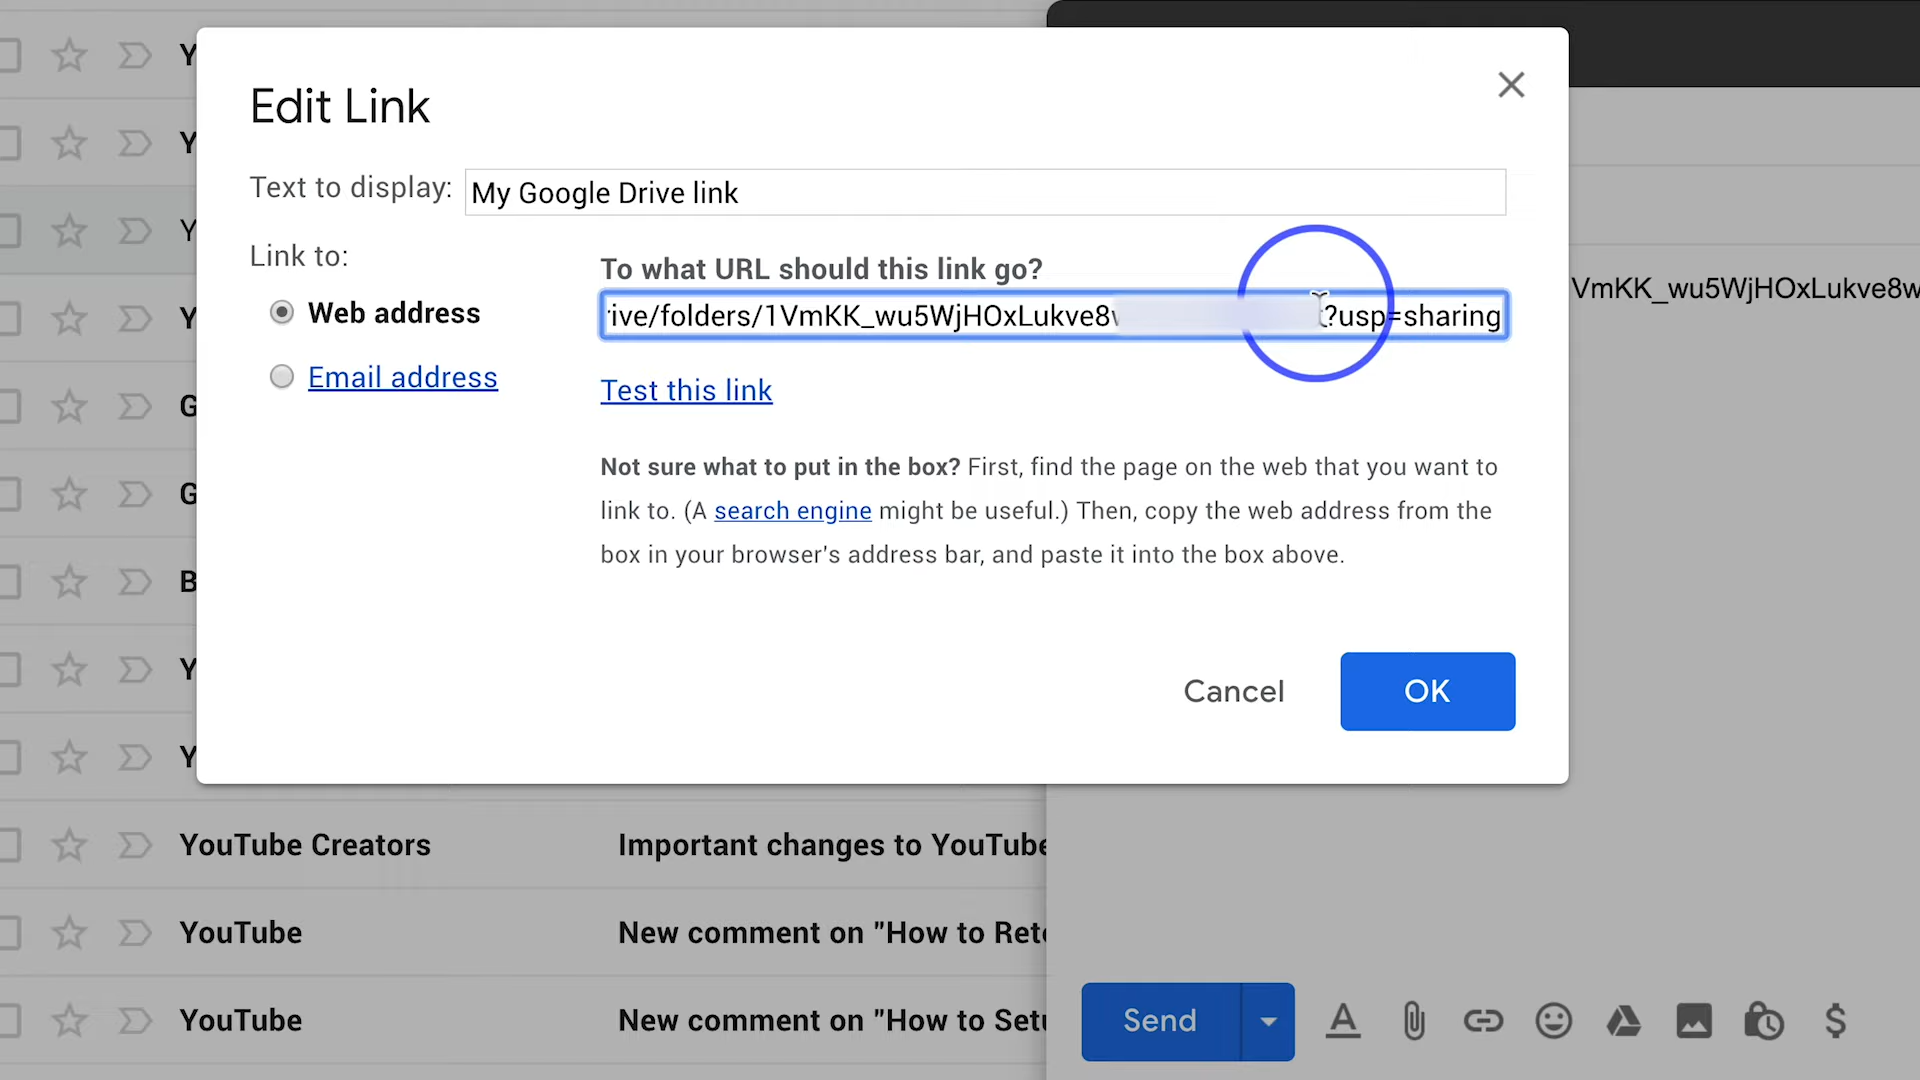 Edit Link
Text to display: My Google Drive link
Link to:
To what URL should this link go?
Web address
ive/folders/1VmKK_wu5WjHOxLukve8 ?usp=sharing
VmKK_wu5WjHOxLukve8w
Email address
Test this link
Not sure what to put in the box? First, find the page on the web that you want to
link to. (A search engine might be useful.) Then, copy the web address from the
box in your browser's address bar, and paste it into the box above.
Cancel
OK
Y
Y
Y
Y
G
G
B
Y
Y
YouTube Creators Important changes to YouTube
YouTube New comment on "How to Ret
YouTube New comment on "How to Set
Send